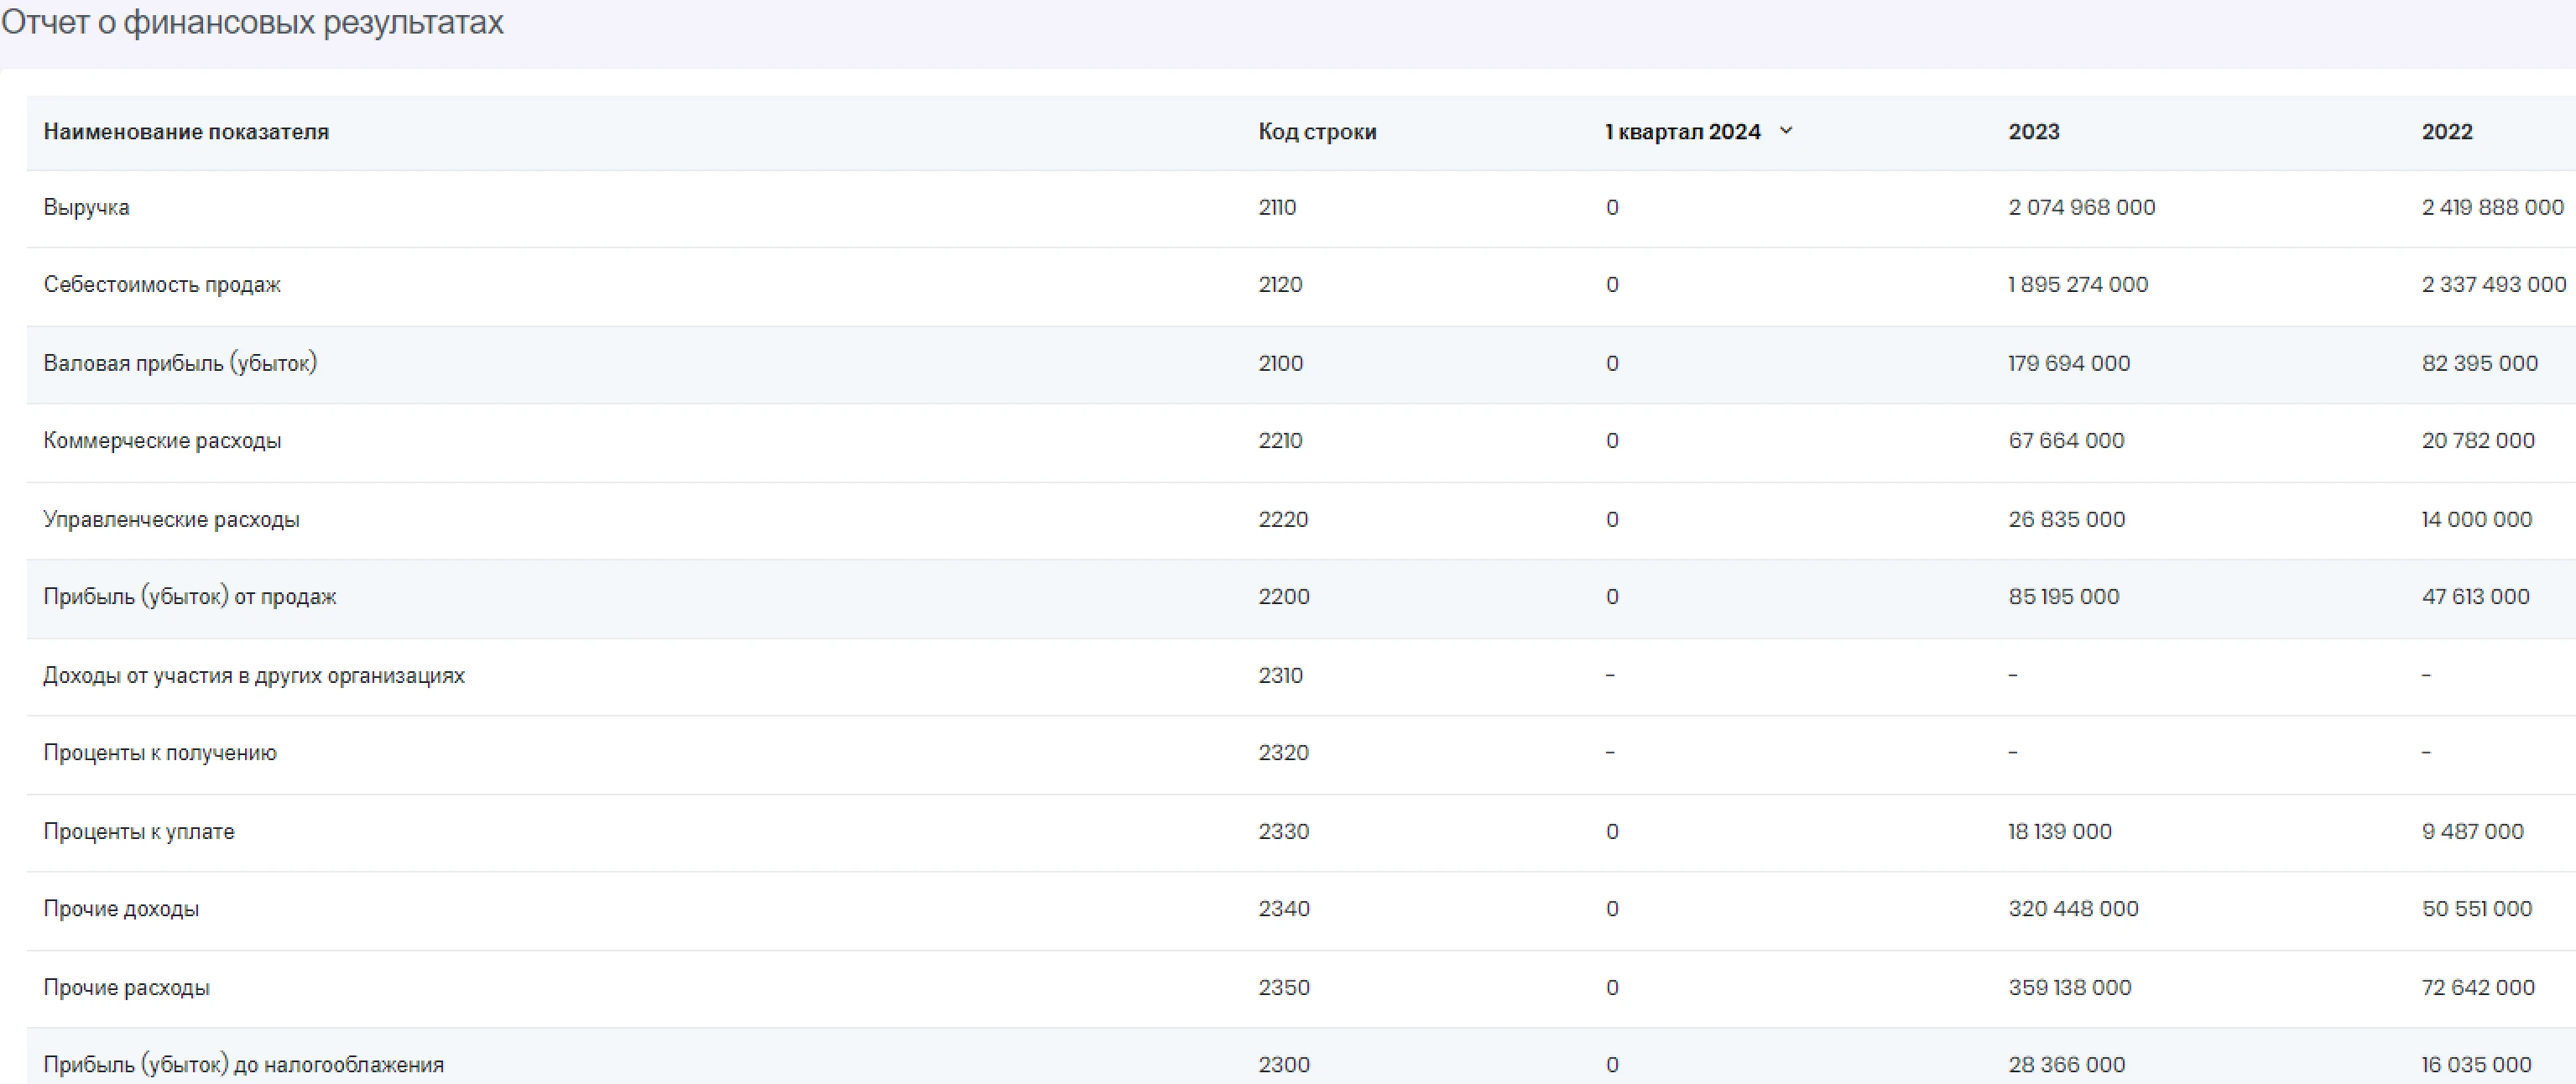 Отчет о финансовых результатах
Наименование показателя Код строки 1 квартал 2024 2023 2022
Выручка 2110 0 2 074 968 000 2 419 888 000
Себестоимость продаж 2120 0 1 895 274 000 2 337 493 000
Валовая прибыль (убыток) 2100 0 179 694 000 82 395 000
Коммерческие расходы 2210 0 67 664 000 20 782 000
Управленческие расходы 2220 0 26 835 000 14 000 000
Прибыль (убыток) от продаж 2200 0 85 195 000 47 613 000
Доходы от участия в других организациях 2310 - - -
Проценты к получению 2320 - - -
Проценты к уплате 2330 0 18 139 000 9 487 000
Прочие доходы 2340 0 320 448 000 50 551 000
Прочие расходы 2350 0 359 138 000 72 642 000
Прибыль (убыток) до налогооблажения 2300 0 28 366 000 16 035 000